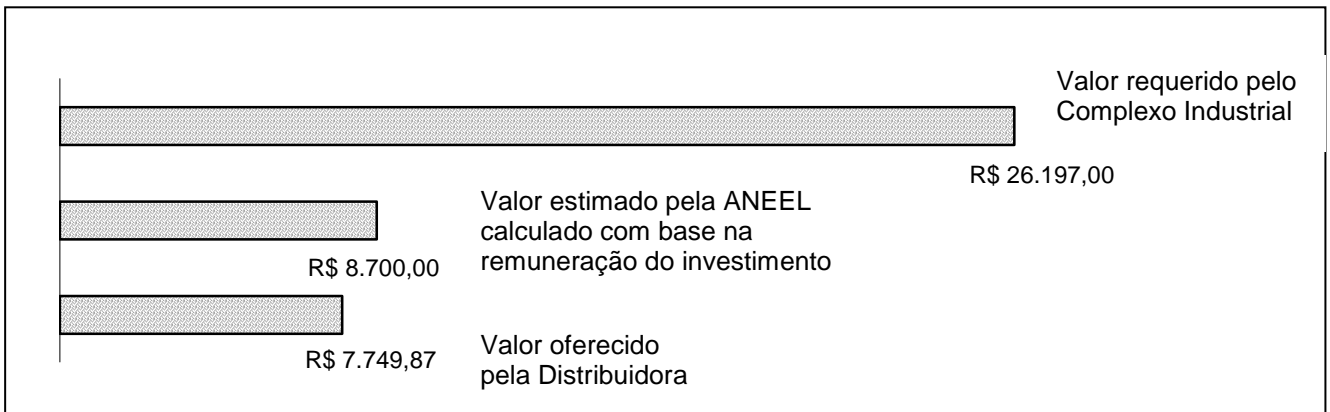 Valor requerido pelo
Complexo Industrial
R$ 26.197,00
Valor estimado pela ANEEL
calculado com base na
remuneração do investimento
R$ 8.700,00
Valor oferecido
pela Distribuidora
R$ 7.749,87